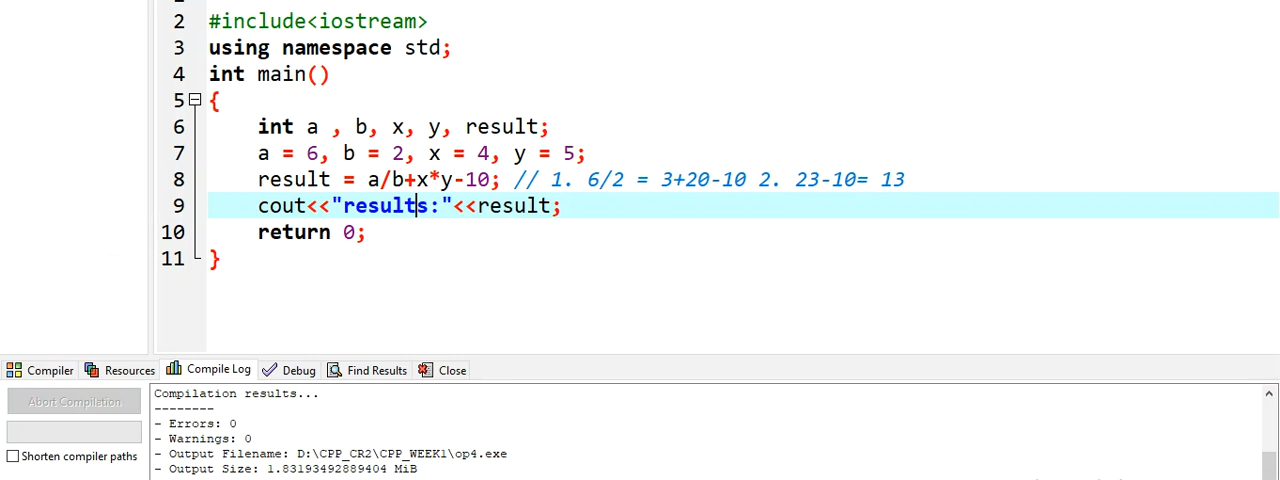 2 #include<iostream>
3 using namespace std;
4 int main()
5 {
6 int a , b, x, y, result;
7 a = 6, b = 2, x = 4, y = 5;
8 result = a/b+x*y-10; // 1. 6/2 = 3+20-10 2. 23-10= 13
9 cout<<"results:"<<result;
10 return 0;
11 }
Compiler Resources Compile Log Debug Find Results Close
Abort Compilation
Shorten compiler paths
Compilation results...
--------
- Errors: 0
- Warnings: 0
- Output Filename: D:\CPP_CR2\CPP_WEEK1\op4.exe
- Output Size: 1.83193492889404 MiB